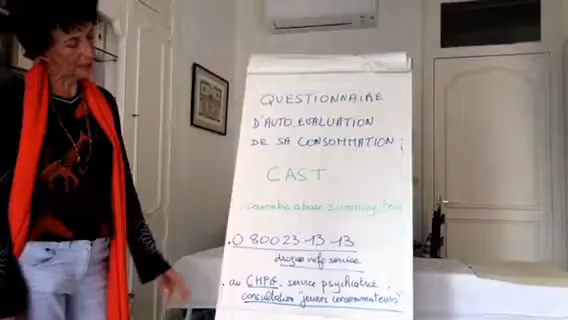 QUESTIONNAIRE
D'AUTO EVALUATION
DE SA CONSOMMATION :
CAST
cannabis abuse screening test
. 0 800 23-13-13
drogue info service
. au CHPG. service psychiatrie,
consultation "jeunes consommateurs"